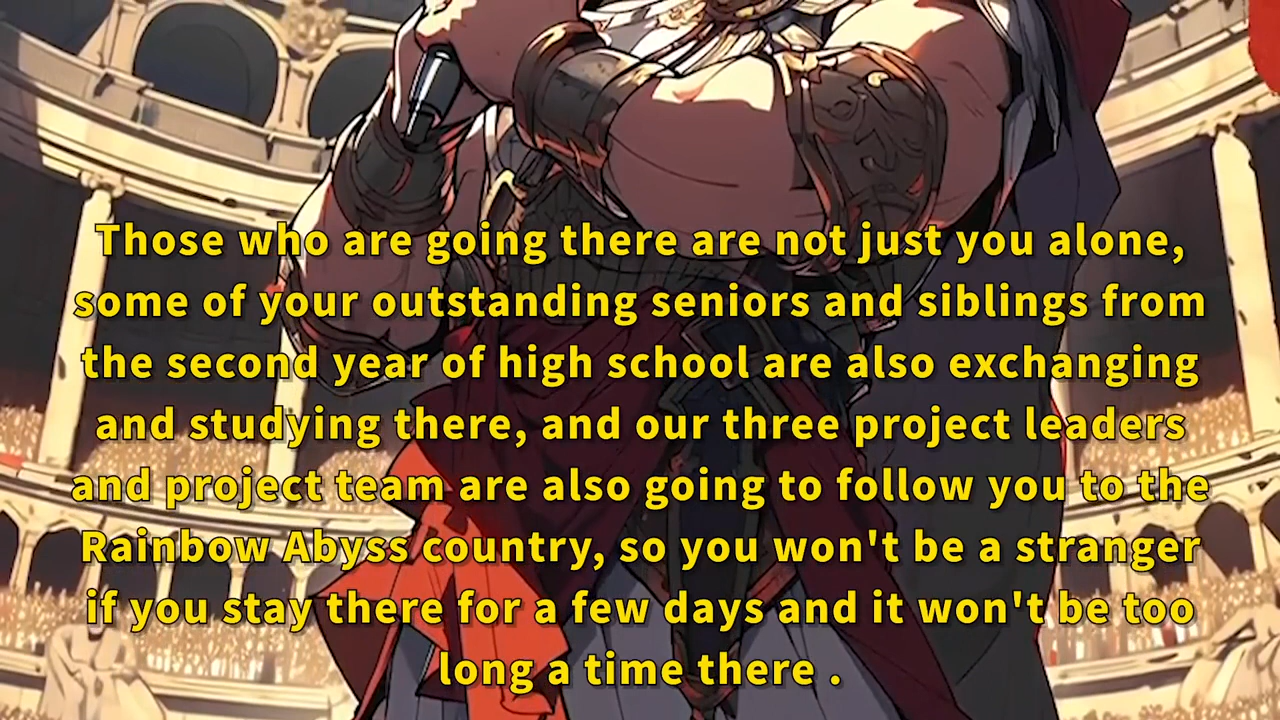 Those who are going there are not just you alone,
some of your outstanding seniors and siblings from
the second year of high school are also exchanging
and studying there, and our three project leaders
and project team are also going to follow you to the
Rainbow Abyss country, so you won't be a stranger
if you stay there for a few days and it won't be too
long a time there .